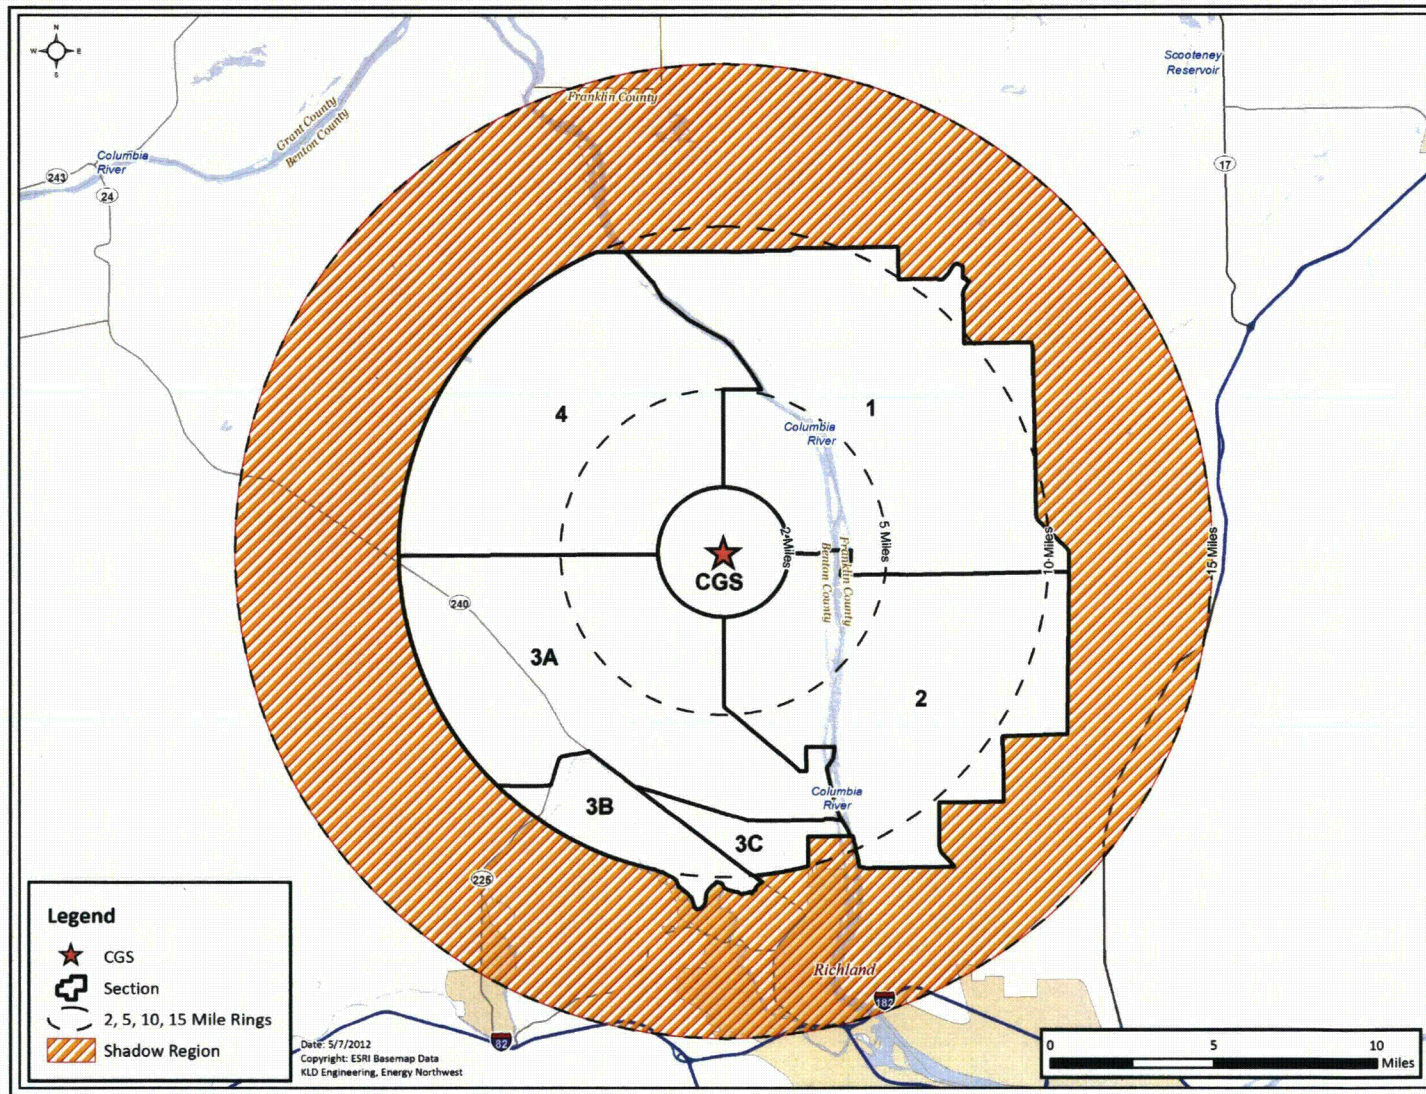 N
W E
S
Scooteney
Reservoir
Franklin County
Grant County
Benton County
Columbia
River
243
24
17
4
1
Columbia
River
2 Miles
5 Miles
10 Miles
15 Miles
CGS
Franklin County
Benton County
240
3A
2
Columbia
River
3B
3C
225
Richland
182
82
Legend
CGS
Section
2, 5, 10, 15 Mile Rings
Shadow Region
Date: 5/7/2012
Copyright: ESRI Basemap Data
KLD Engineering, Energy Northwest
0 5 10
Miles